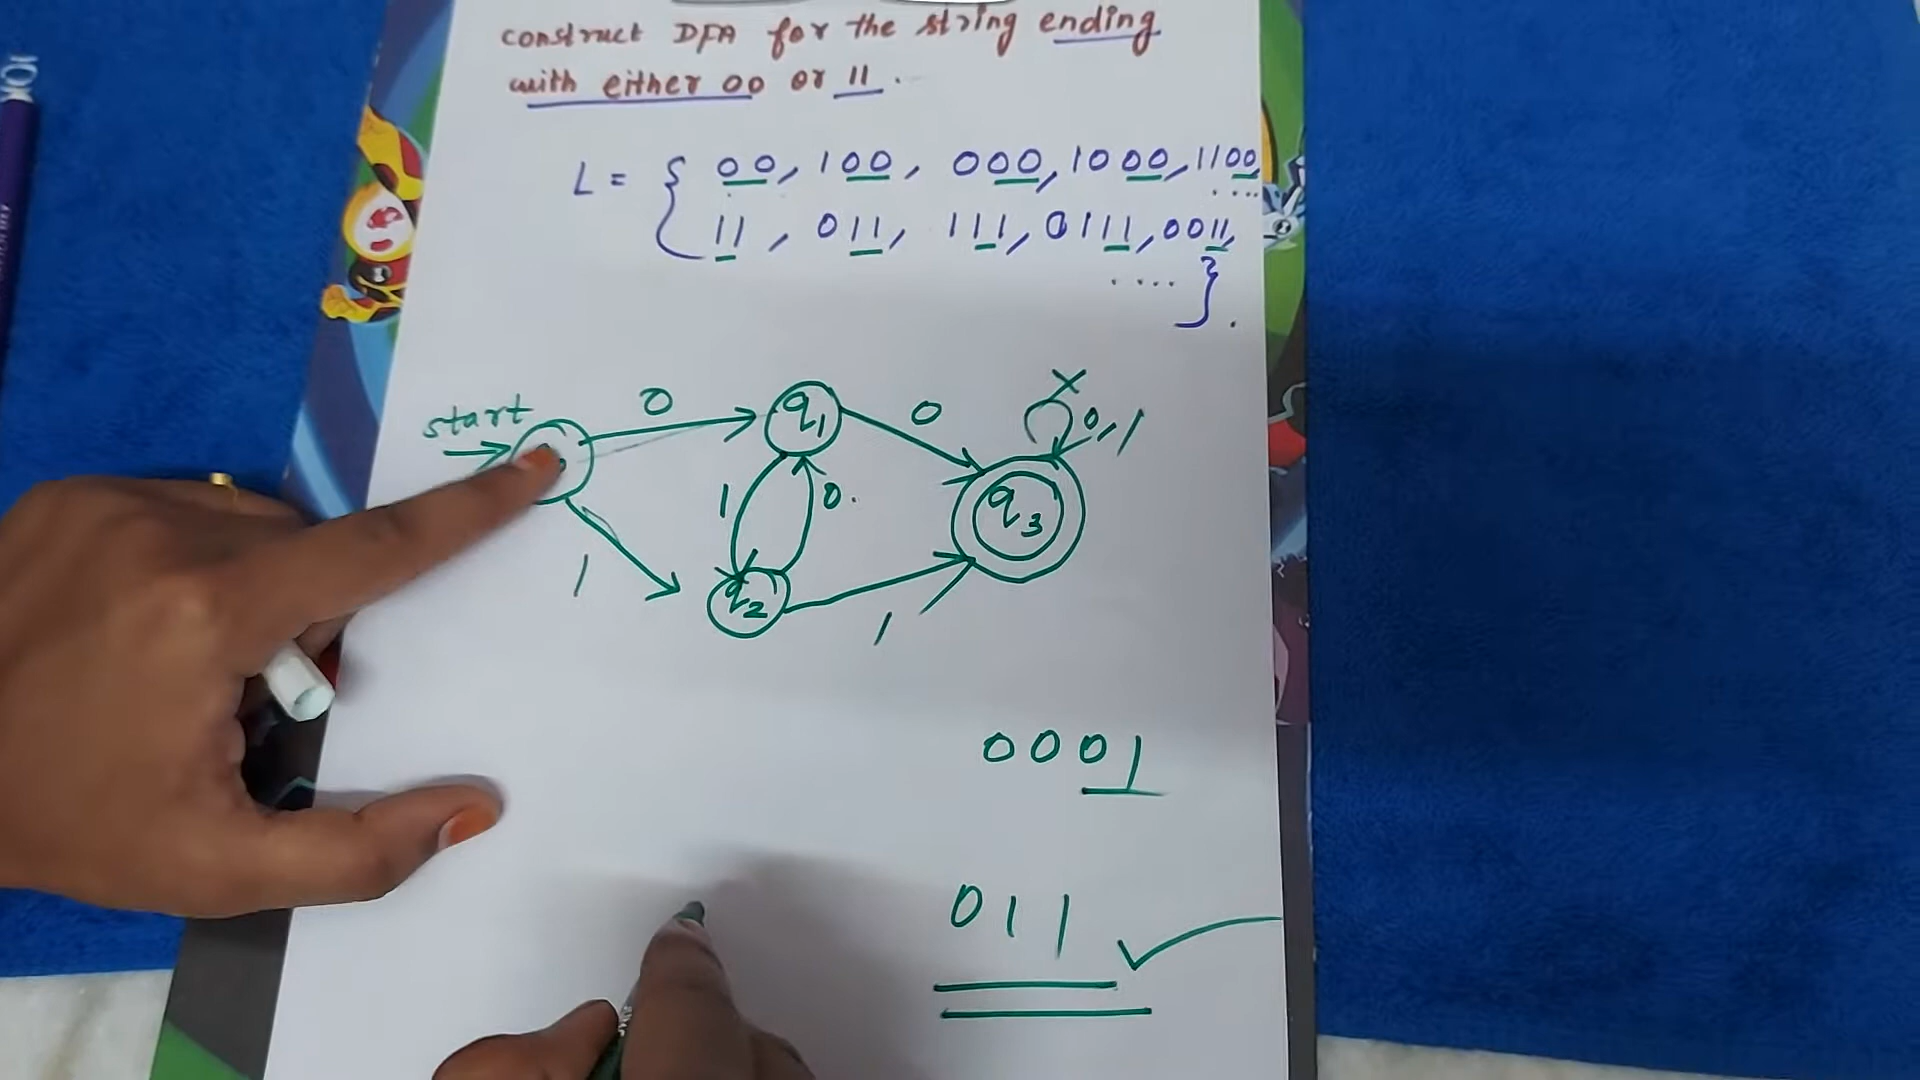 construct DFA for the string ending
with either 00 or 11.
L = { 00, 100, 000, 1000, 1100,
....
11, 011, 111, 0111, 0011,
.... }.
start
0
q1
0
x
0,1
1
0.
q3
1
q2
1
0001
011